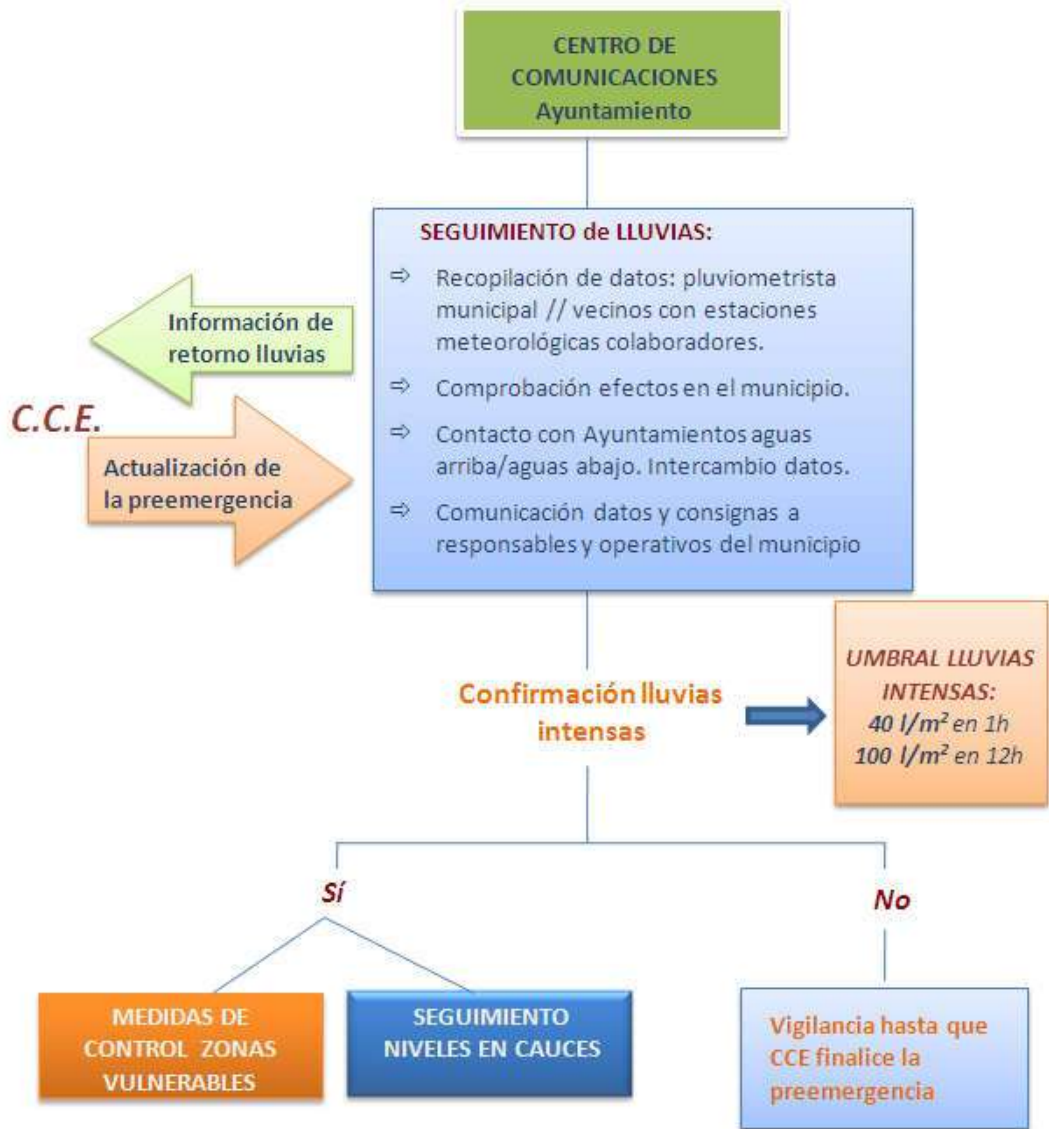 CENTRO DE
COMUNICACIONES
Ayuntamiento
SEGUIMIENTO de LLUVIAS:
⇨ Recopilación de datos: pluviometrista
municipal // vecinos con estaciones
meteorológicas colaboradores.
⇨ Comprobación efectos en el municipio.
⇨ Contacto con Ayuntamientos aguas
arriba/aguas abajo. Intercambio datos.
⇨ Comunicación datos y consignas a
responsables y operativos del municipio
Información de
retorno lluvias
C.C.E.
Actualización de
la preemergencia
Confirmación lluvias
intensas
UMBRAL LLUVIAS
INTENSAS:
40 l/m² en 1h
100 l/m² en 12h
Sí
No
MEDIDAS DE
CONTROL ZONAS
VULNERABLES
SEGUIMIENTO
NIVELES EN CAUCES
Vigilancia hasta que
CCE finalice la
preemergencia